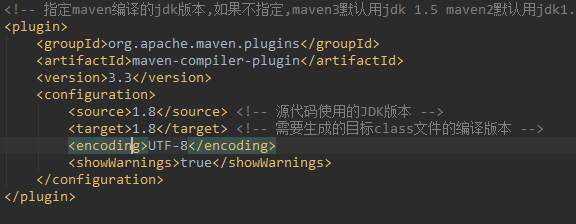 <!-- 指定maven编译的jdk版本,如果不指定,maven3默认用jdk 1.5 maven2默认用jdk1.
<plugin>
<groupId>org.apache.maven.plugins</groupId>
<artifactId>maven-compiler-plugin</artifactId>
<version>3.3</version>
<configuration>
<source>1.8</source> <!-- 源代码使用的JDK版本 -->
<target>1.8</target> <!-- 需要生成的目标class文件的编译版本 -->
<encoding>UTF-8</encoding>
<showWarnings>true</showWarnings>
</configuration>
</plugin>